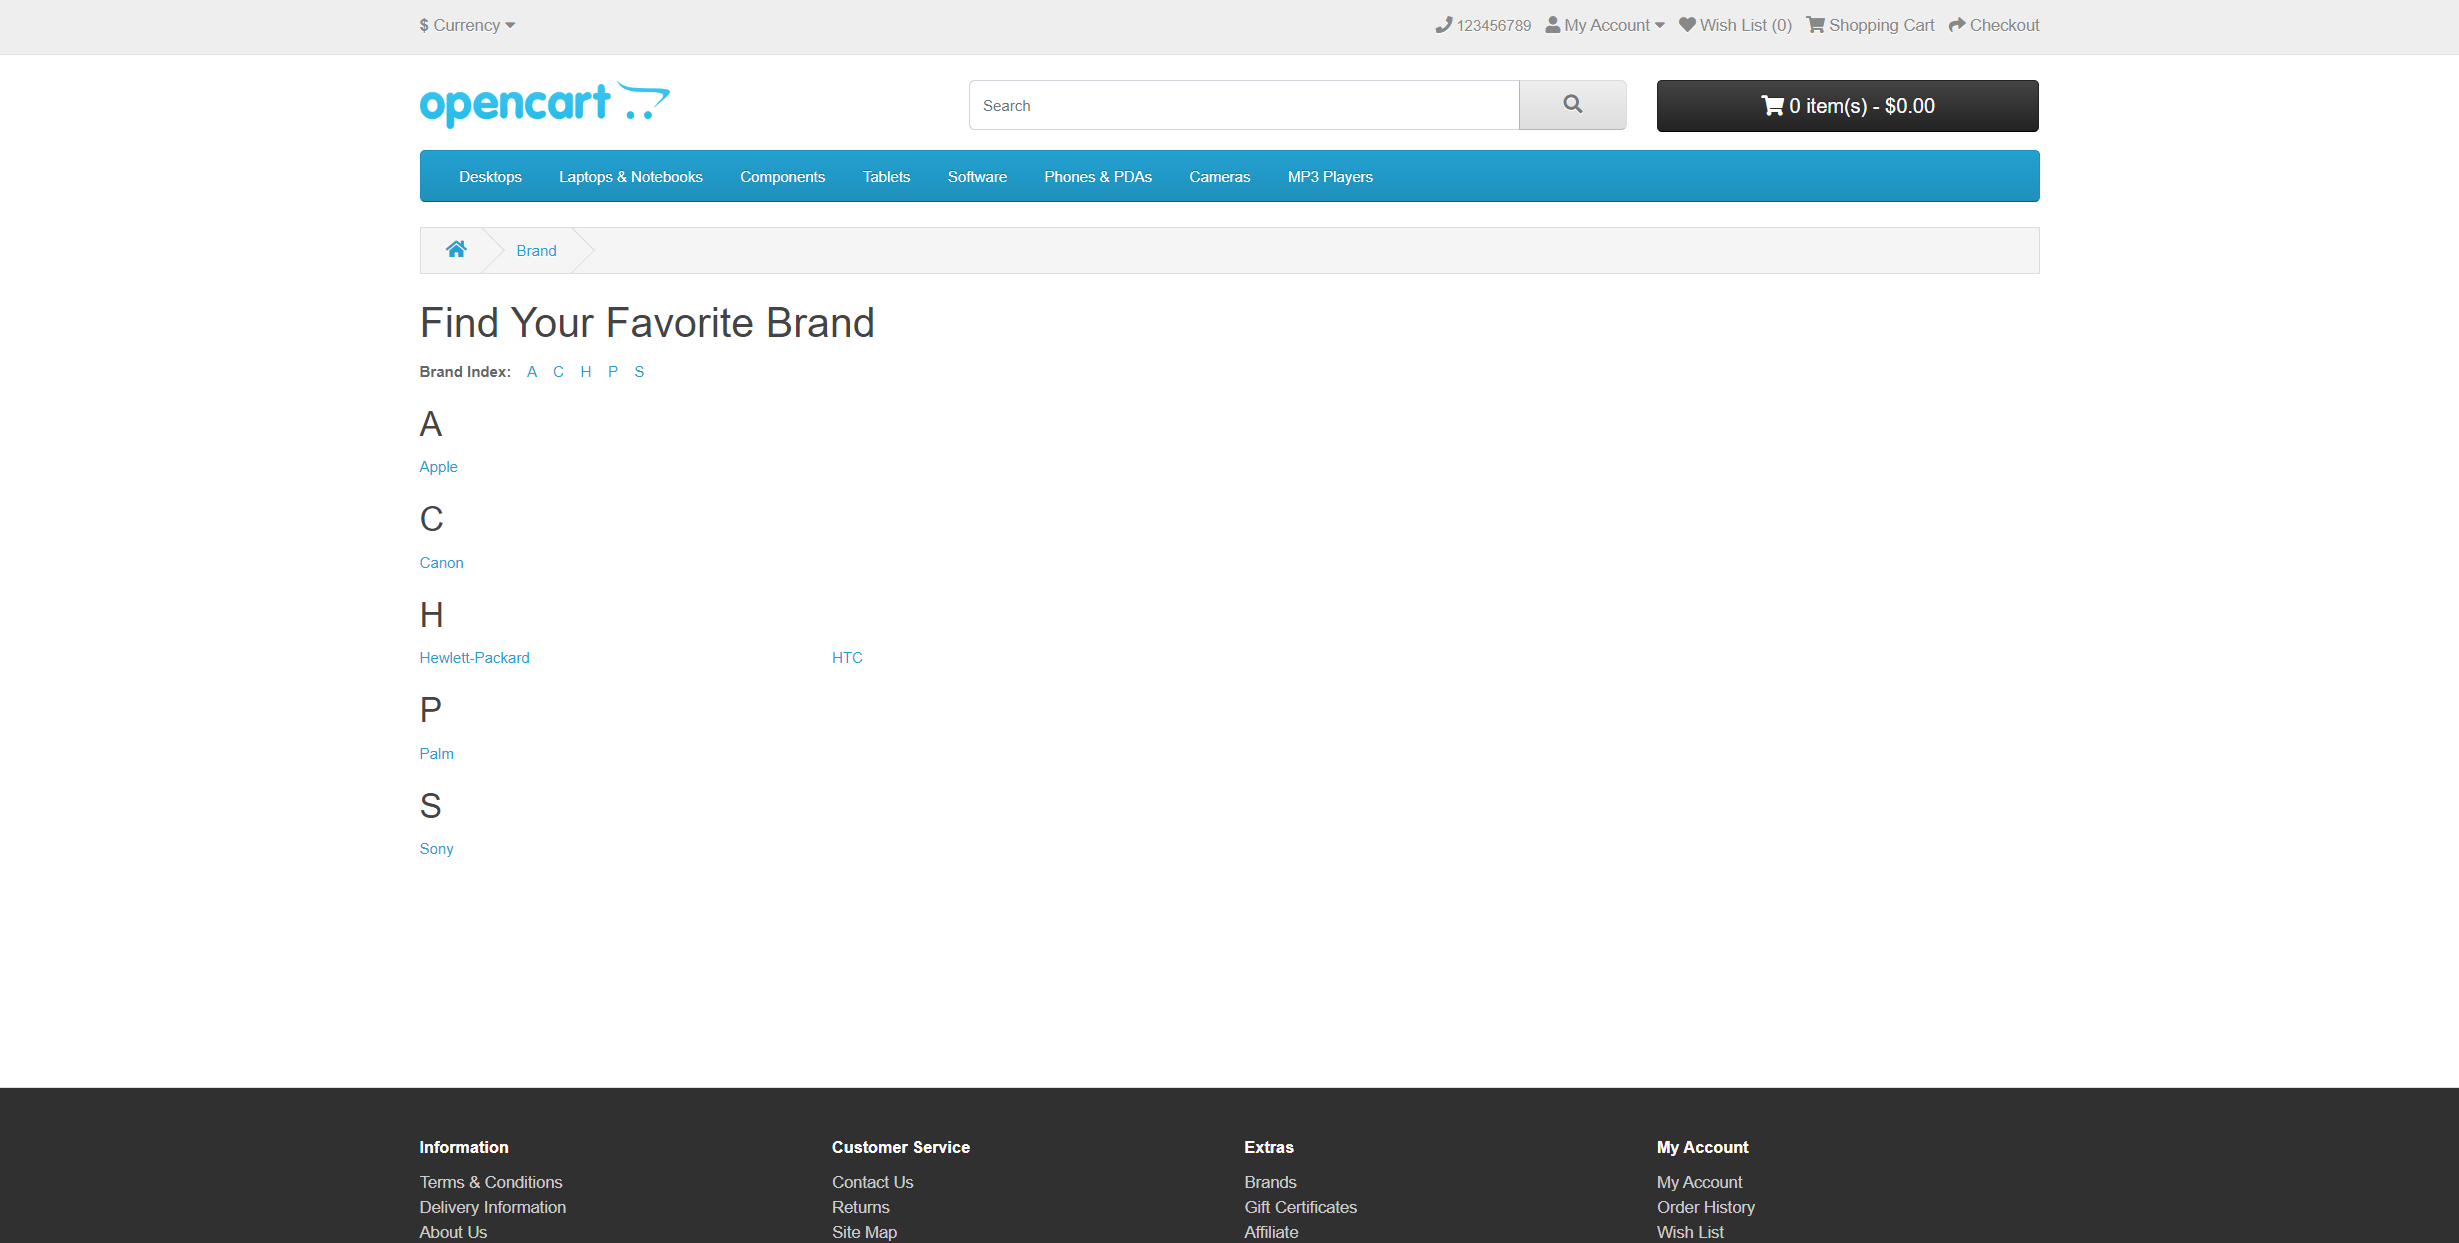 $ Currency 123456789 My Account Wish List (0) Shopping Cart Checkout
opencart Search 0 item(s) - $0.00
Desktops Laptops & Notebooks Components Tablets Software Phones & PDAs Cameras MP3 Players
Brand
Find Your Favorite Brand
Brand Index: A C H P S
A
Apple
C
Canon
H
Hewlett-Packard HTC
P
Palm
S
Sony
Information Customer Service Extras My Account
Terms & Conditions Contact Us Brands My Account
Delivery Information Returns Gift Certificates Order History
About Us Site Map Affiliate Wish List